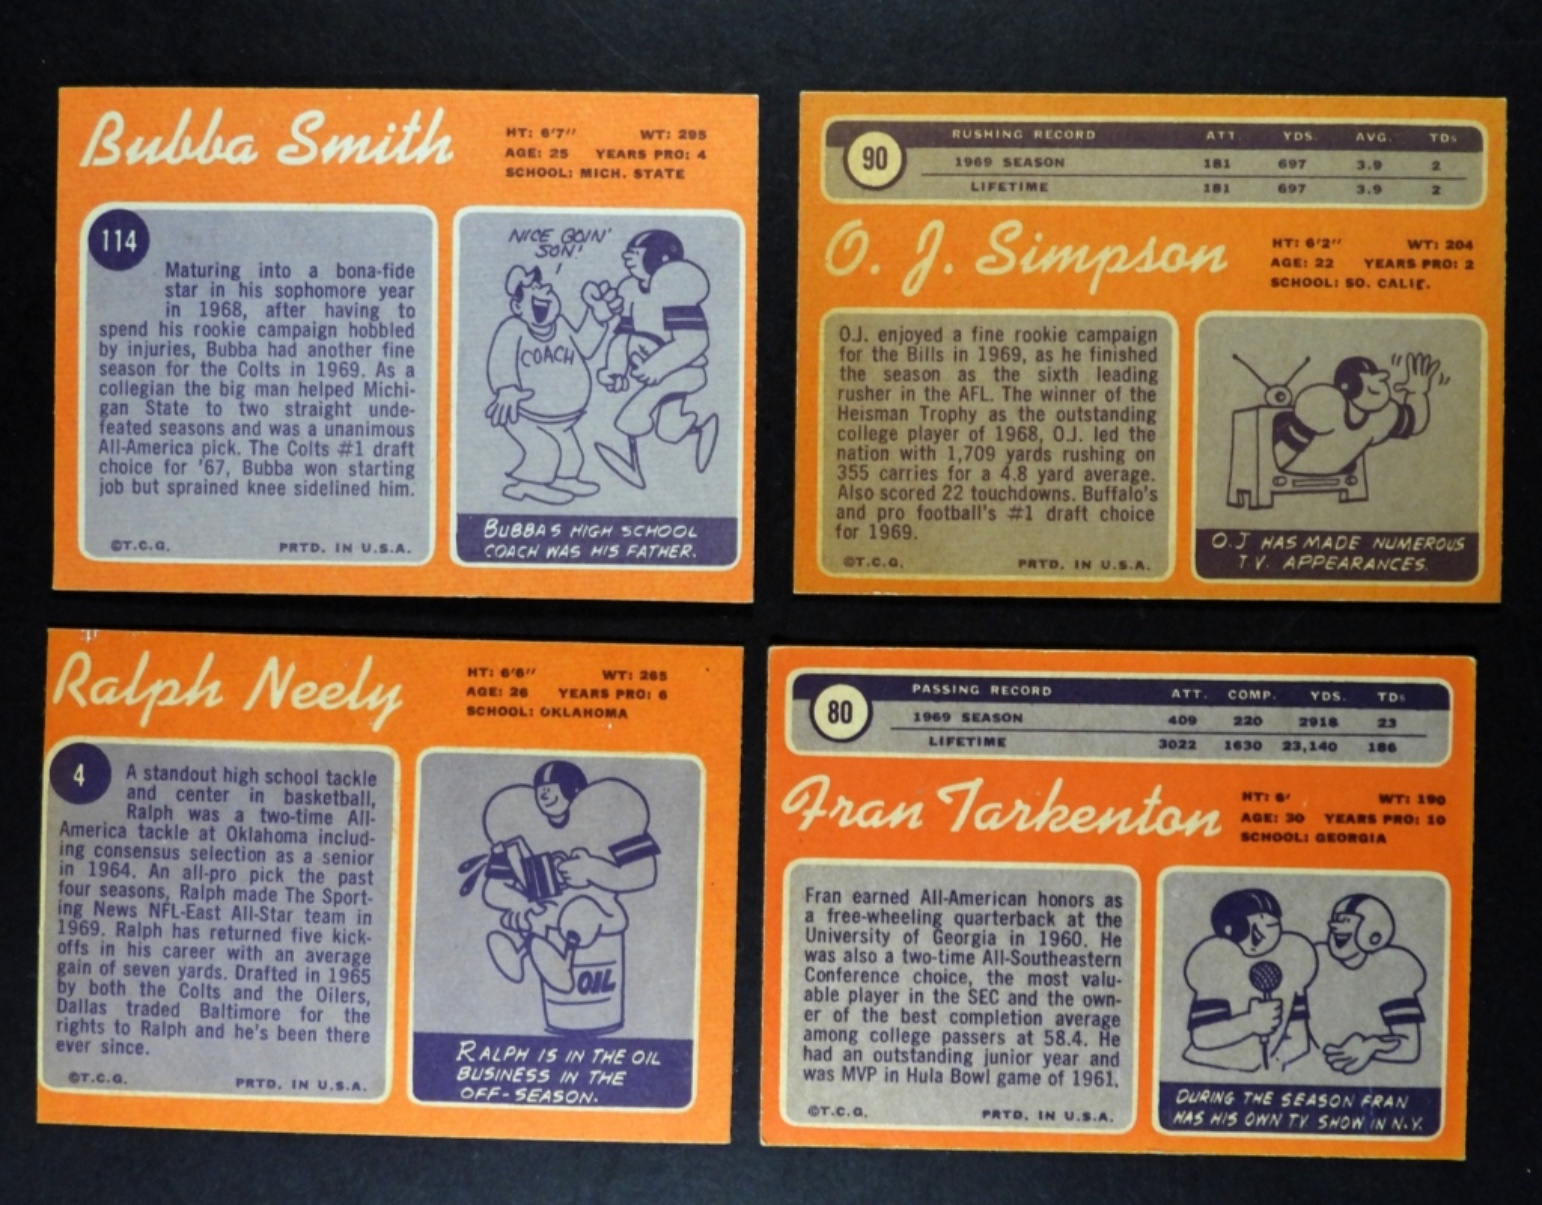 Bubba Smith
HT: 6'7" WT: 295
AGE: 25 YEARS PRO: 4
SCHOOL: MICH. STATE
114
Maturing into a bona-fide
star in his sophomore year
in 1968, after having to
spend his rookie campaign hobbled
by injuries, Bubba had another fine
season for the Colts in 1969. As a
collegian the big man helped Michi-
gan State to two straight unde-
feated seasons and was a unanimous
All-America pick. The Colts #1 draft
choice for '67, Bubba won starting
job but sprained knee sidelined him.
©T.C.G. PRTD. IN U.S.A.
NICE GOIN'
SON!
COACH
BUBBAS HIGH SCHOOL
COACH WAS HIS FATHER.
90
RUSHING RECORD ATT. YDS. AVG. TDs
1969 SEASON 181 697 3.9 2
LIFETIME 181 697 3.9 2
O. J. Simpson
HT: 6'2" WT: 204
AGE: 22 YEARS PRO: 2
SCHOOL: SO. CALIF.
O.J. enjoyed a fine rookie campaign
for the Bills in 1969, as he finished
the season as the sixth leading
rusher in the AFL. The winner of the
Heisman Trophy as the outstanding
college player of 1968, O.J. led the
nation with 1,709 yards rushing on
355 carries for a 4.8 yard average.
Also scored 22 touchdowns. Buffalo's
and pro football's #1 draft choice
for 1969.
©T.C.G. PRTD. IN U.S.A.
O.J HAS MADE NUMEROUS
T.V. APPEARANCES.
Ralph Neely
HT: 6'6" WT: 265
AGE: 26 YEARS PRO: 6
SCHOOL: OKLAHOMA
4
A standout high school tackle
and center in basketball,
Ralph was a two-time All-
America tackle at Oklahoma includ-
ing consensus selection as a senior
in 1964. An all-pro pick the past
four seasons, Ralph made The Sport-
ing News NFL-East All-Star team in
1969. Ralph has returned five kick-
offs in his career with an average
gain of seven yards. Drafted in 1965
by both the Colts and the Oilers,
Dallas traded Baltimore for the
rights to Ralph and he's been there
ever since.
©T.C.G. PRTD. IN U.S.A.
OIL
RALPH IS IN THE OIL
BUSINESS IN THE
OFF-SEASON.
80
PASSING RECORD ATT. COMP. YDS. TDs
1969 SEASON 409 220 2918 23
LIFETIME 3022 1630 23,140 186
Fran Tarkenton
HT: 6' WT: 190
AGE: 30 YEARS PRO: 10
SCHOOL: GEORGIA
Fran earned All-American honors as
a free-wheeling quarterback at the
University of Georgia in 1960. He
was also a two-time All-Southeastern
Conference choice, the most valu-
able player in the SEC and the own-
er of the best completion average
among college passers at 58.4. He
had an outstanding junior year and
was MVP in Hula Bowl game of 1961.
©T.C.G. PRTD. IN U.S.A.
DURING THE SEASON FRAN
HAS HIS OWN T.V. SHOW IN N.Y.